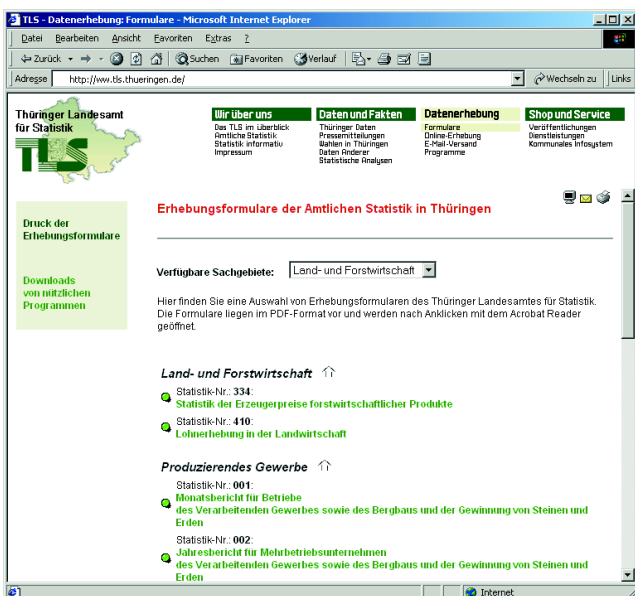 TLS - Datenerhebung: Formulare - Microsoft Internet Explorer
Datei Bearbeiten Ansicht Favoriten Extras ?
Zurück Suchen Favoriten Verlauf
Adresse http://ww.tls.thueringen.de/ Wechseln zu Links
Thüringer Landesamt
für Statistik
TLS
Wir über uns
Das TLS im Überblick
Amtliche Statistik
Statistik informativ
Impressum
Daten und Fakten
Thüringer Daten
Pressemitteilungen
Wahlen in Thüringen
Daten Anderer
Statistische Analysen
Datenerhebung
Formulare
Online-Erhebung
E-Mail-Versand
Programme
Shop und Service
Veröffentlichungen
Dienstleistungen
Kommunales Infosystem
Druck der
Erhebungsformulare
Downloads
von nützlichen
Programmen
Erhebungsformulare der Amtlichen Statistik in Thüringen
Verfügbare Sachgebiete: Land- und Forstwirtschaft
Hier finden Sie eine Auswahl von Erhebungsformularen des Thüringer Landesamtes für Statistik.
Die Formulare liegen im PDF-Format vor und werden nach Anklicken mit dem Acrobat Reader
geöffnet.
Land- und Forstwirtschaft
Statistik-Nr.: 334:
Statistik der Erzeugerpreise forstwirtschaftlicher Produkte
Statistik-Nr.: 410:
Lohnerhebung in der Landwirtschaft
Produzierendes Gewerbe
Statistik-Nr.: 001:
Monatsbericht für Betriebe
des Verarbeitenden Gewerbes sowie des Bergbaus und der Gewinnung von Steinen und
Erden
Statistik-Nr.: 002:
Jahresbericht für Mehrbetriebsunternehmen
des Verarbeitenden Gewerbes sowie des Bergbaus und der Gewinnung von Steinen und
Erden
Internet